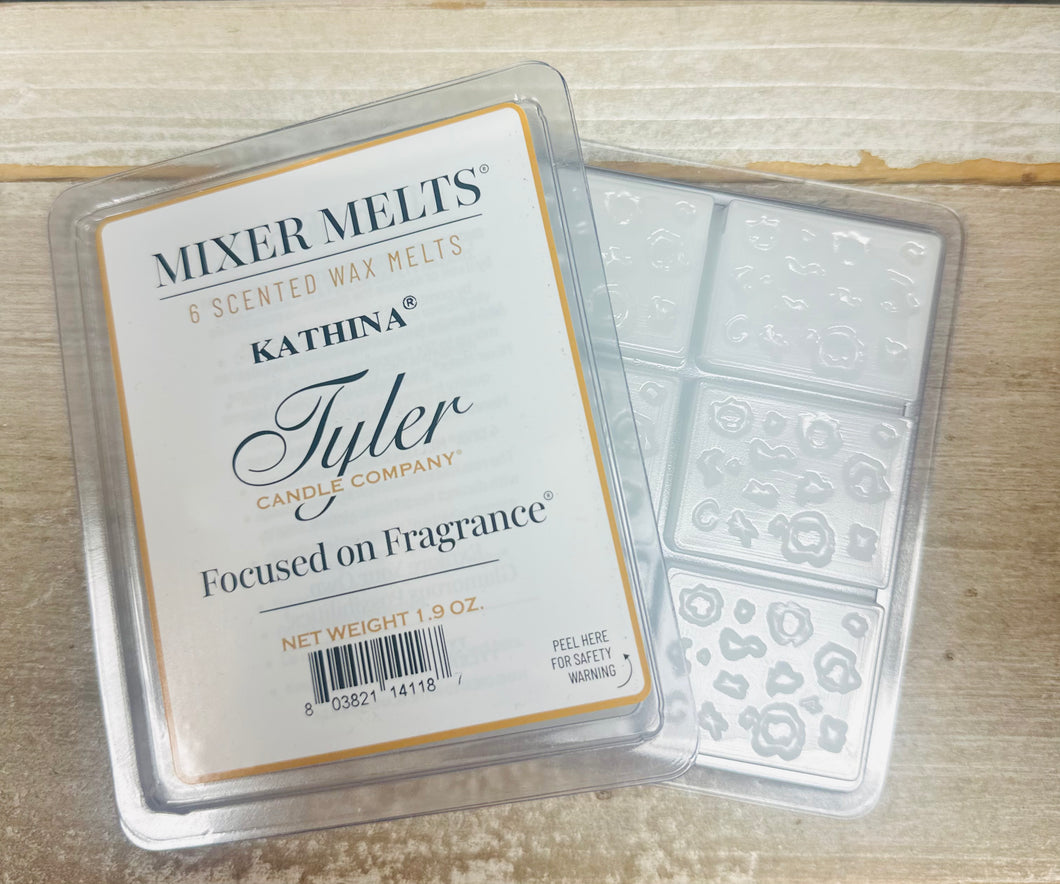 MIXER MELTS®
6 SCENTED WAX MELTS
KATHINA®
Tyler
CANDLE COMPANY®
Focused on Fragrance®
NET WEIGHT 1.9 OZ.
PEEL HERE
FOR SAFETY
WARNING
8 03821 14118